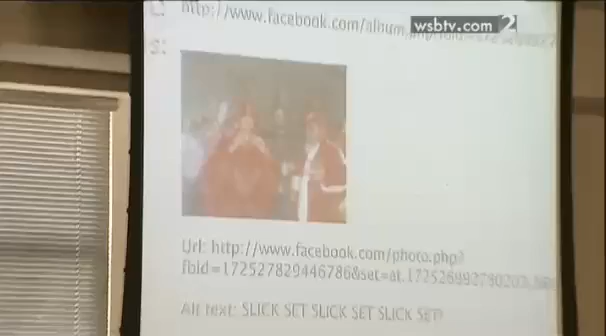 http://www.facebook.com/album.
wsbtv.com 2
s:
Url: http://www.facebook.com/photo.php?
fbid=172527829446786&set=at.
Alt text: SLICK SET SLICK SET SLICK SET